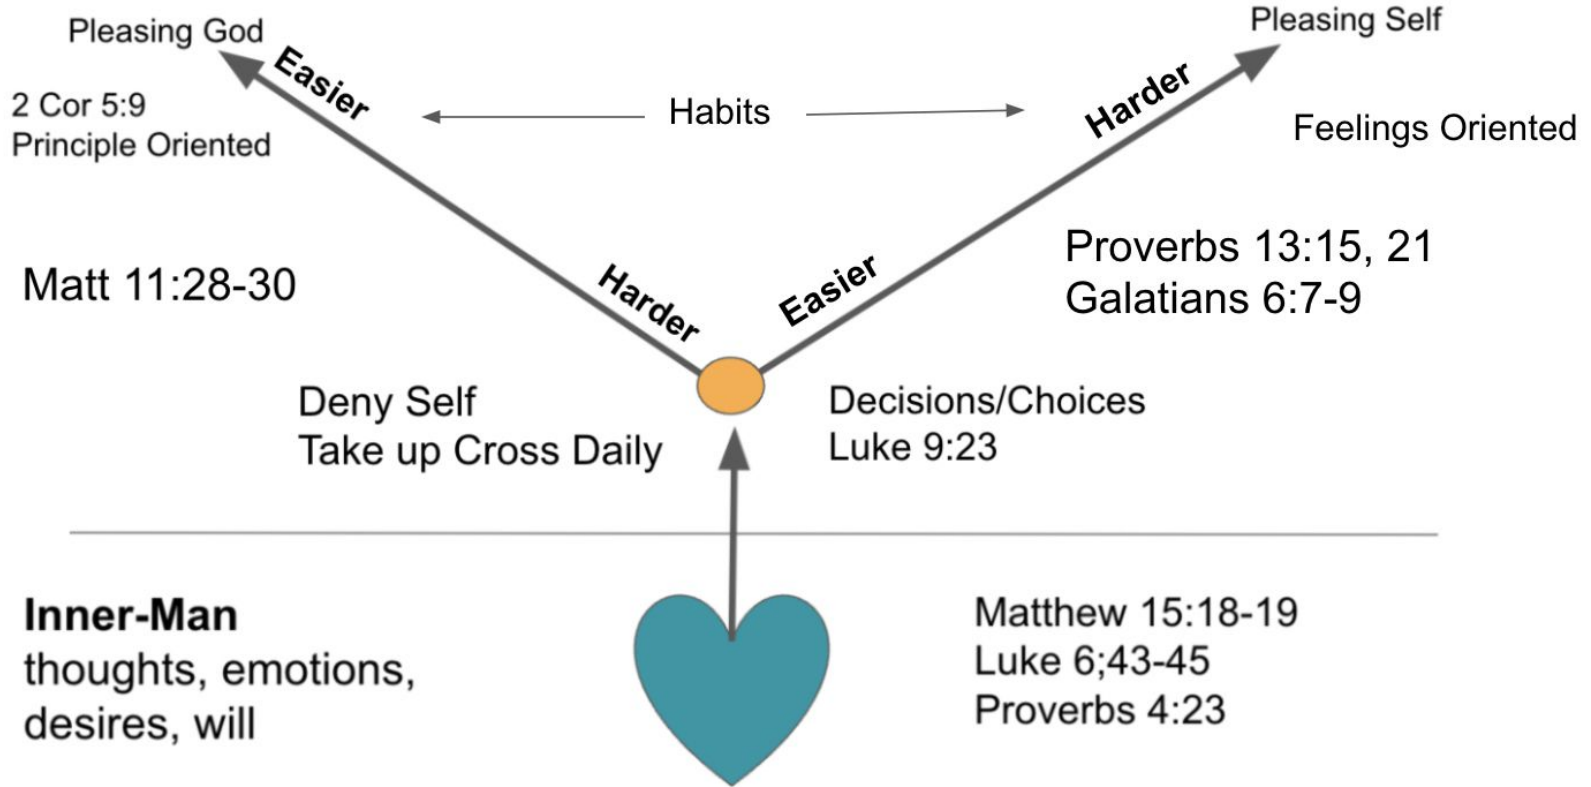 Pleasing God
Pleasing Self
Easier
Harder
2 Cor 5:9
Principle Oriented
Habits
Feelings Oriented
Matt 11:28-30
Harder
Easier
Proverbs 13:15, 21
Galatians 6:7-9
Deny Self
Take up Cross Daily
Decisions/Choices
Luke 9:23
Inner-Man
thoughts, emotions,
desires, will
Matthew 15:18-19
Luke 6;43-45
Proverbs 4:23